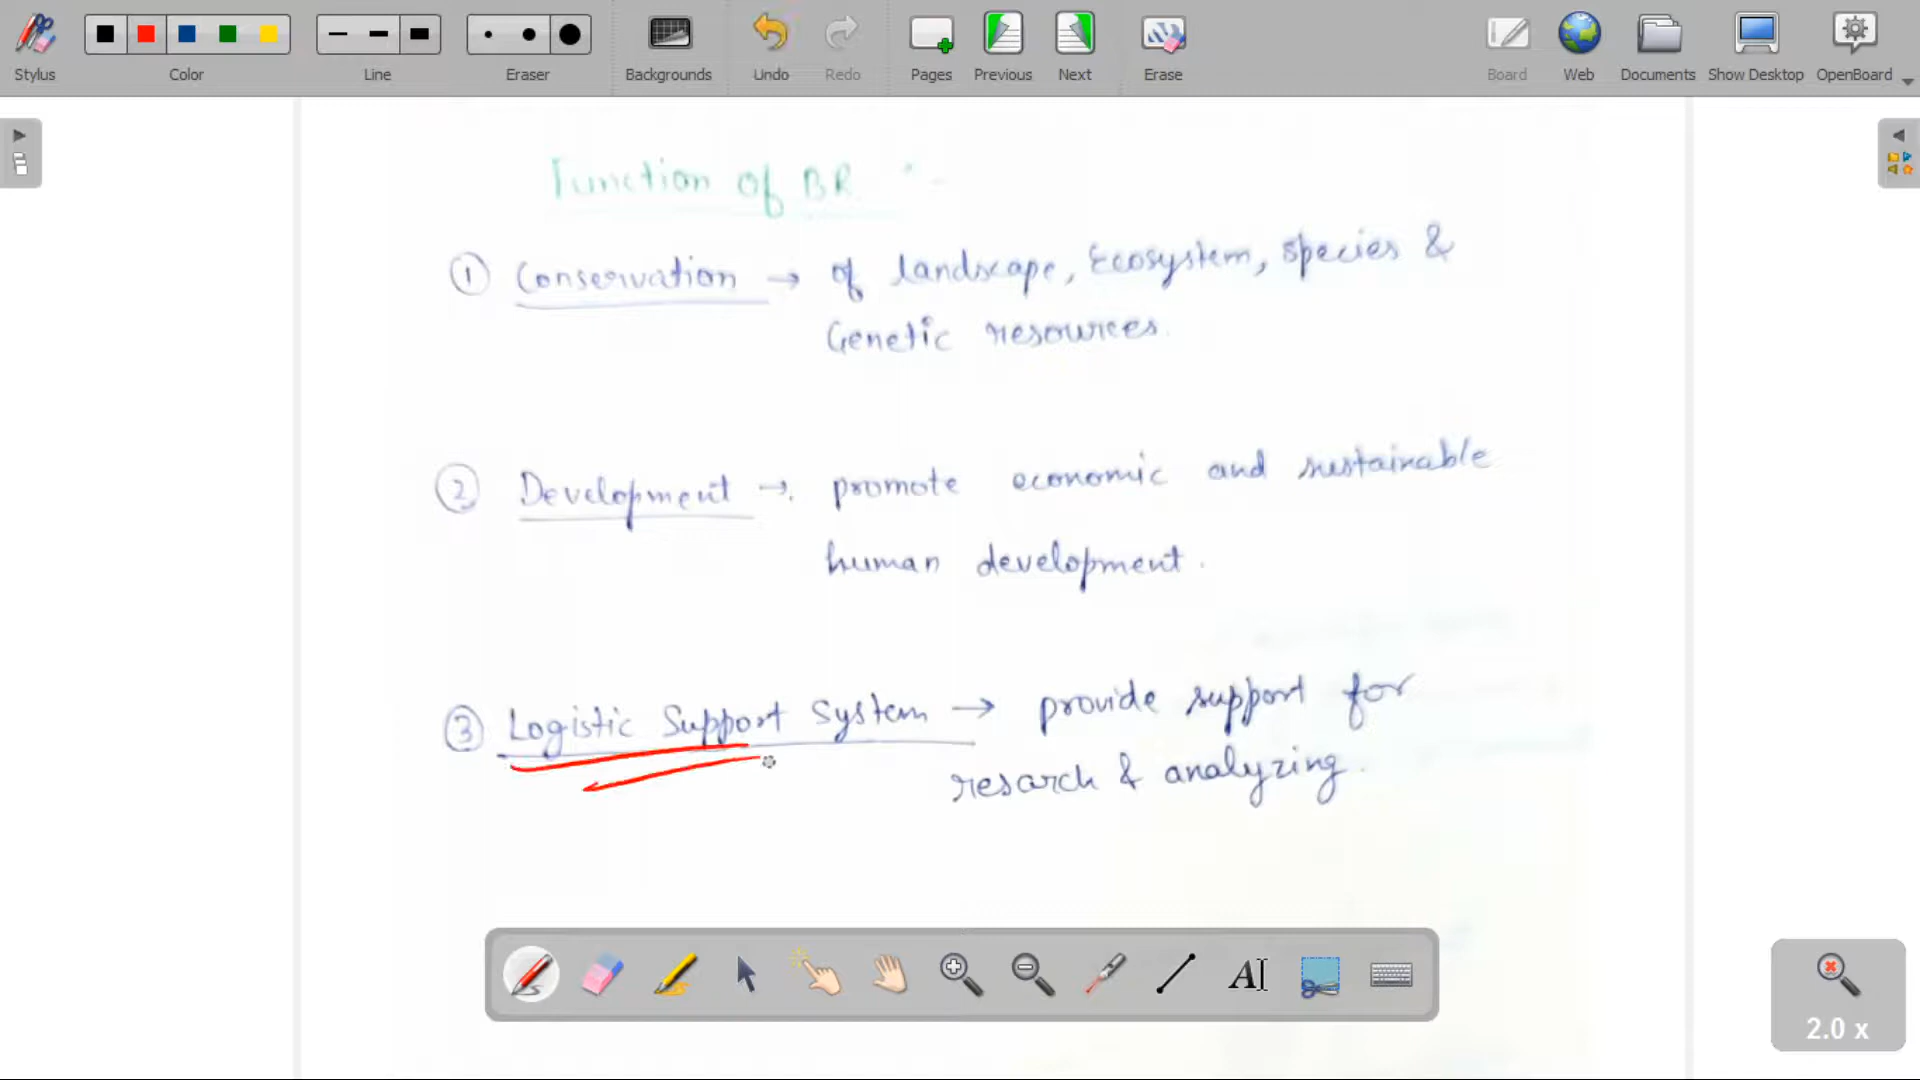 Stylus
Color
Line
Eraser
Backgrounds
Undo
Redo
Pages
Previous
Next
Erase
Board
Web
Documents
Show Desktop
OpenBoard
Function of BR :-
① Conservation → of landscape, Ecosystem, species &
Genetic resources.
② Development → promote economic and sustainable
human development.
③ Logistic Support System → provide support for
resarch & analyzing.
2.0 x